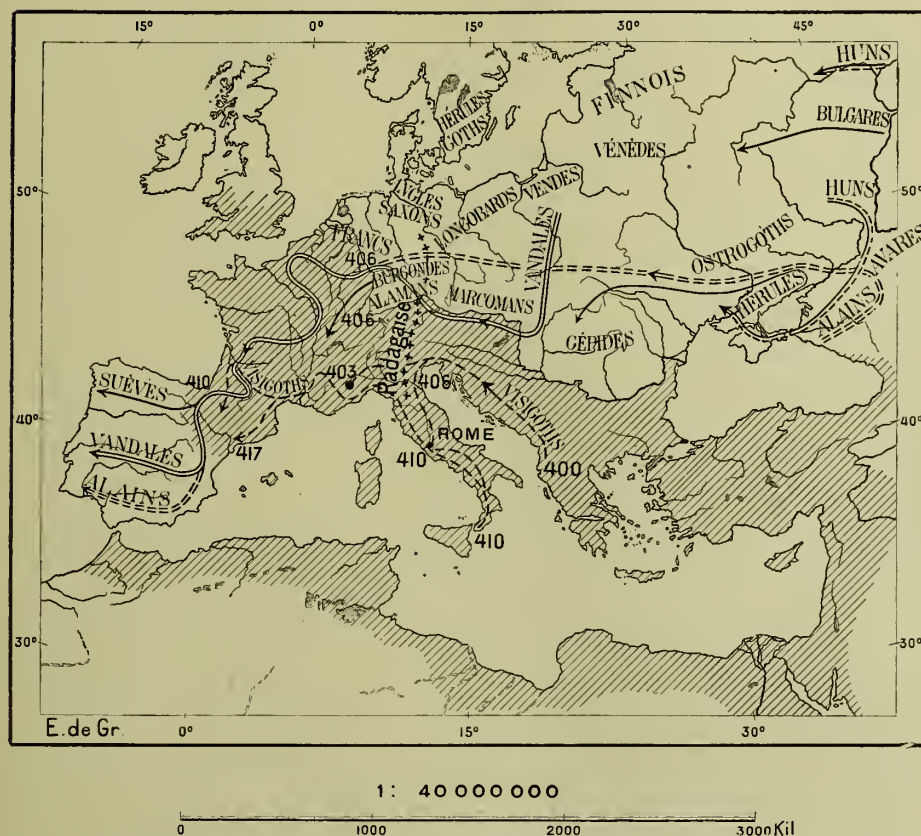 15° 0° 15° 30° 45°
HUNS
FINNOIS
BULGARES
HÉRULES
GOTHS
VÉNÈDES
50°
50°
HUNS
ANGLES
SAXONS
LONGOBARDS
VENDES
FRANCS
406
VANDALES
OSTROGOTHS
AVARES
BURGONDES
ALAMANS
MARCOMANS
HÉRULES
ALAINS
406
Radagaise
GÉPIDES
403
406
SUÈVES
410
VISIGOTHS
VISIGOTHS
40°
40°
VANDALES
417
ROME
410
400
ALAINS
410
30°
30°
E. de Gr.
0° 15° 30°
1: 40 000 000
0 1000 2000 3000 Kil